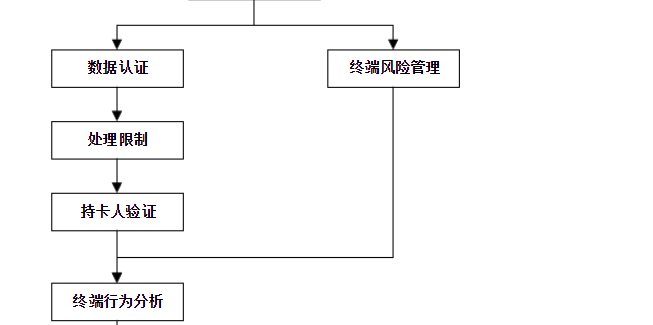 数据认证
终端风险管理
处理限制
持卡人验证
终端行为分析